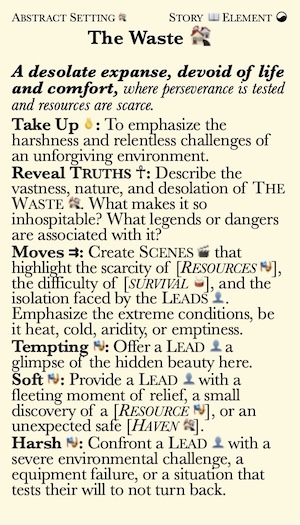 Abstract Setting Story 📖 Element
The Waste
A desolate expanse, devoid of life
and comfort, where perseverance is tested
and resources are scarce.
Take Up 👌: To emphasize the
harshness and relentless challenges of
an unforgiving environment.
Reveal Truths ☥: Describe the
vastness, nature, and desolation of The
Waste. What makes it so
inhospitable? What legends or dangers
are associated with it?
Moves ⇉: Create Scenes 🎬 that
highlight the scarcity of [Resources],
the difficulty of [survival], and the
isolation faced by the Leads 👤.
Emphasize the extreme conditions, be
it heat, cold, aridity, or emptiness.
Tempting: Offer a Lead 👤 a
glimpse of the hidden beauty here.
Soft: Provide a Lead 👤 with a
fleeting moment of relief, a small
discovery of a [Resource], or an
unexpected safe [Haven].
Harsh: Confront a Lead 👤 with a
severe environmental challenge, a
equipment failure, or a situation that
tests their will to not turn back.